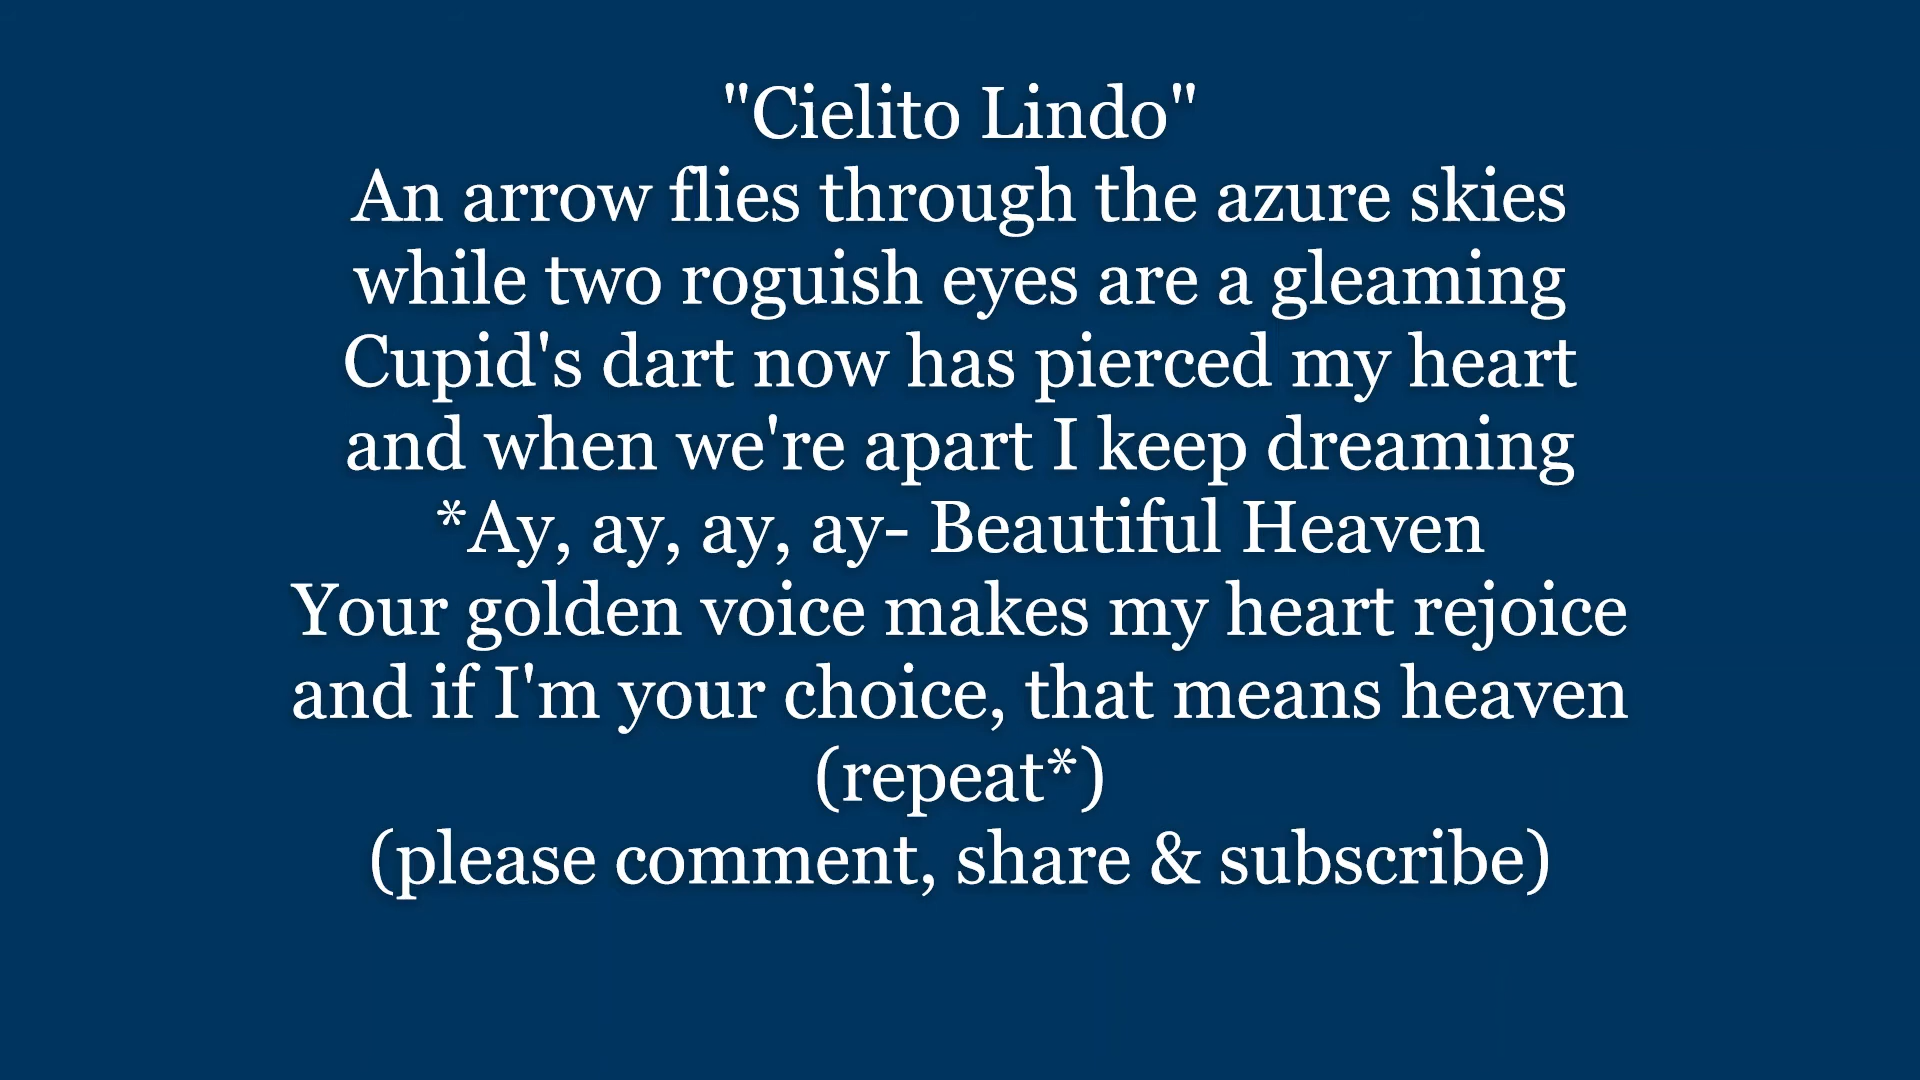 "Cielito Lindo"
An arrow flies through the azure skies
while two roguish eyes are a gleaming
Cupid's dart now has pierced my heart
and when we're apart I keep dreaming
*Ay, ay, ay, ay- Beautiful Heaven
Your golden voice makes my heart rejoice
and if I'm your choice, that means heaven
(repeat*)
(please comment, share & subscribe)